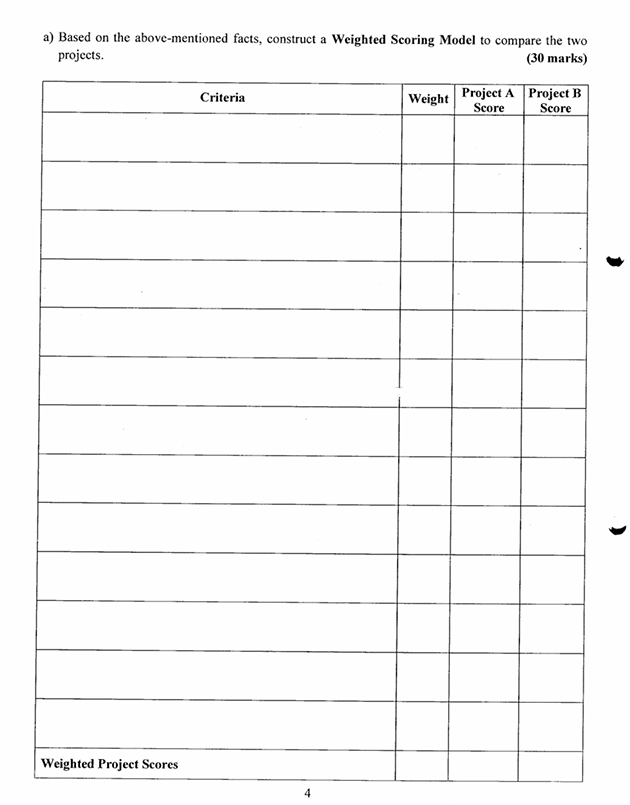 a) Based on the above-mentioned facts, construct a Weighted Scoring Model to compare the two
projects. (30 marks)
Criteria Weight Project A Score Project B Score
Weighted Project Scores
4